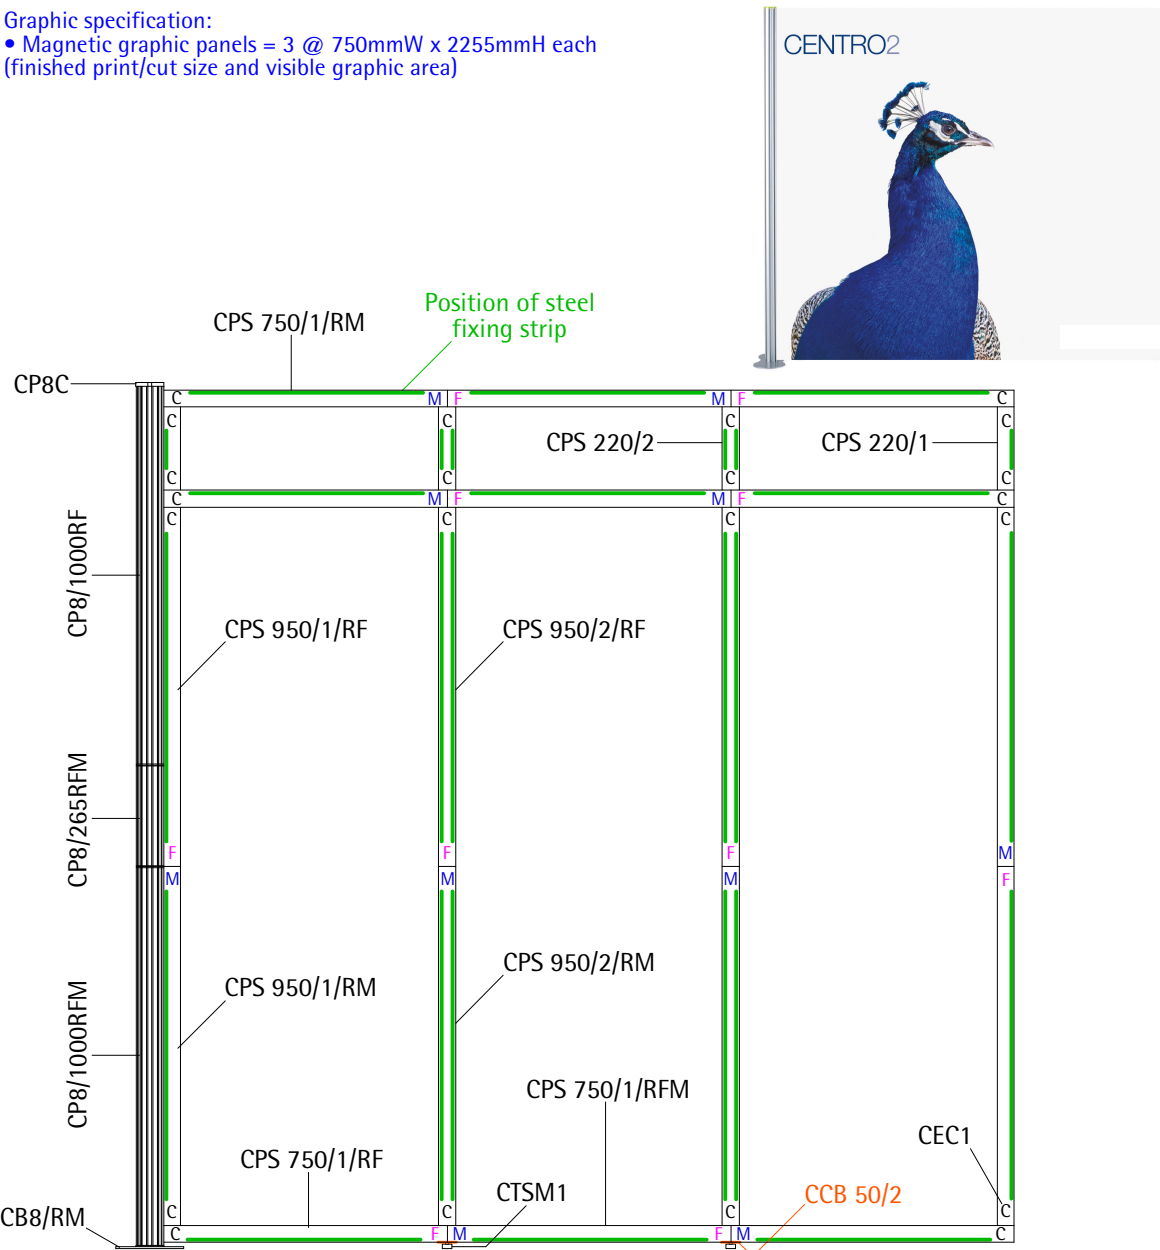 Graphic specification:
• Magnetic graphic panels = 3 @ 750mmW x 2255mmH each
(finished print/cut size and visible graphic area)
CENTRO2
Position of steel
fixing strip
CPS 750/1/RM
CP8C
C M F M F C
C C C C
CPS 220/2
CPS 220/1
C C C C
C M F M F C
C C C C
CP8/1000RF
CPS 950/1/RF
CPS 950/2/RF
CP8/265RFM
F F F M
M M M F
CPS 950/2/RM
CPS 950/1/RM
CP8/1000RFM
CPS 750/1/RFM
CEC1
CPS 750/1/RF
CTSM1
CCB 50/2
C C C C
CB8/RM
C F M F M C